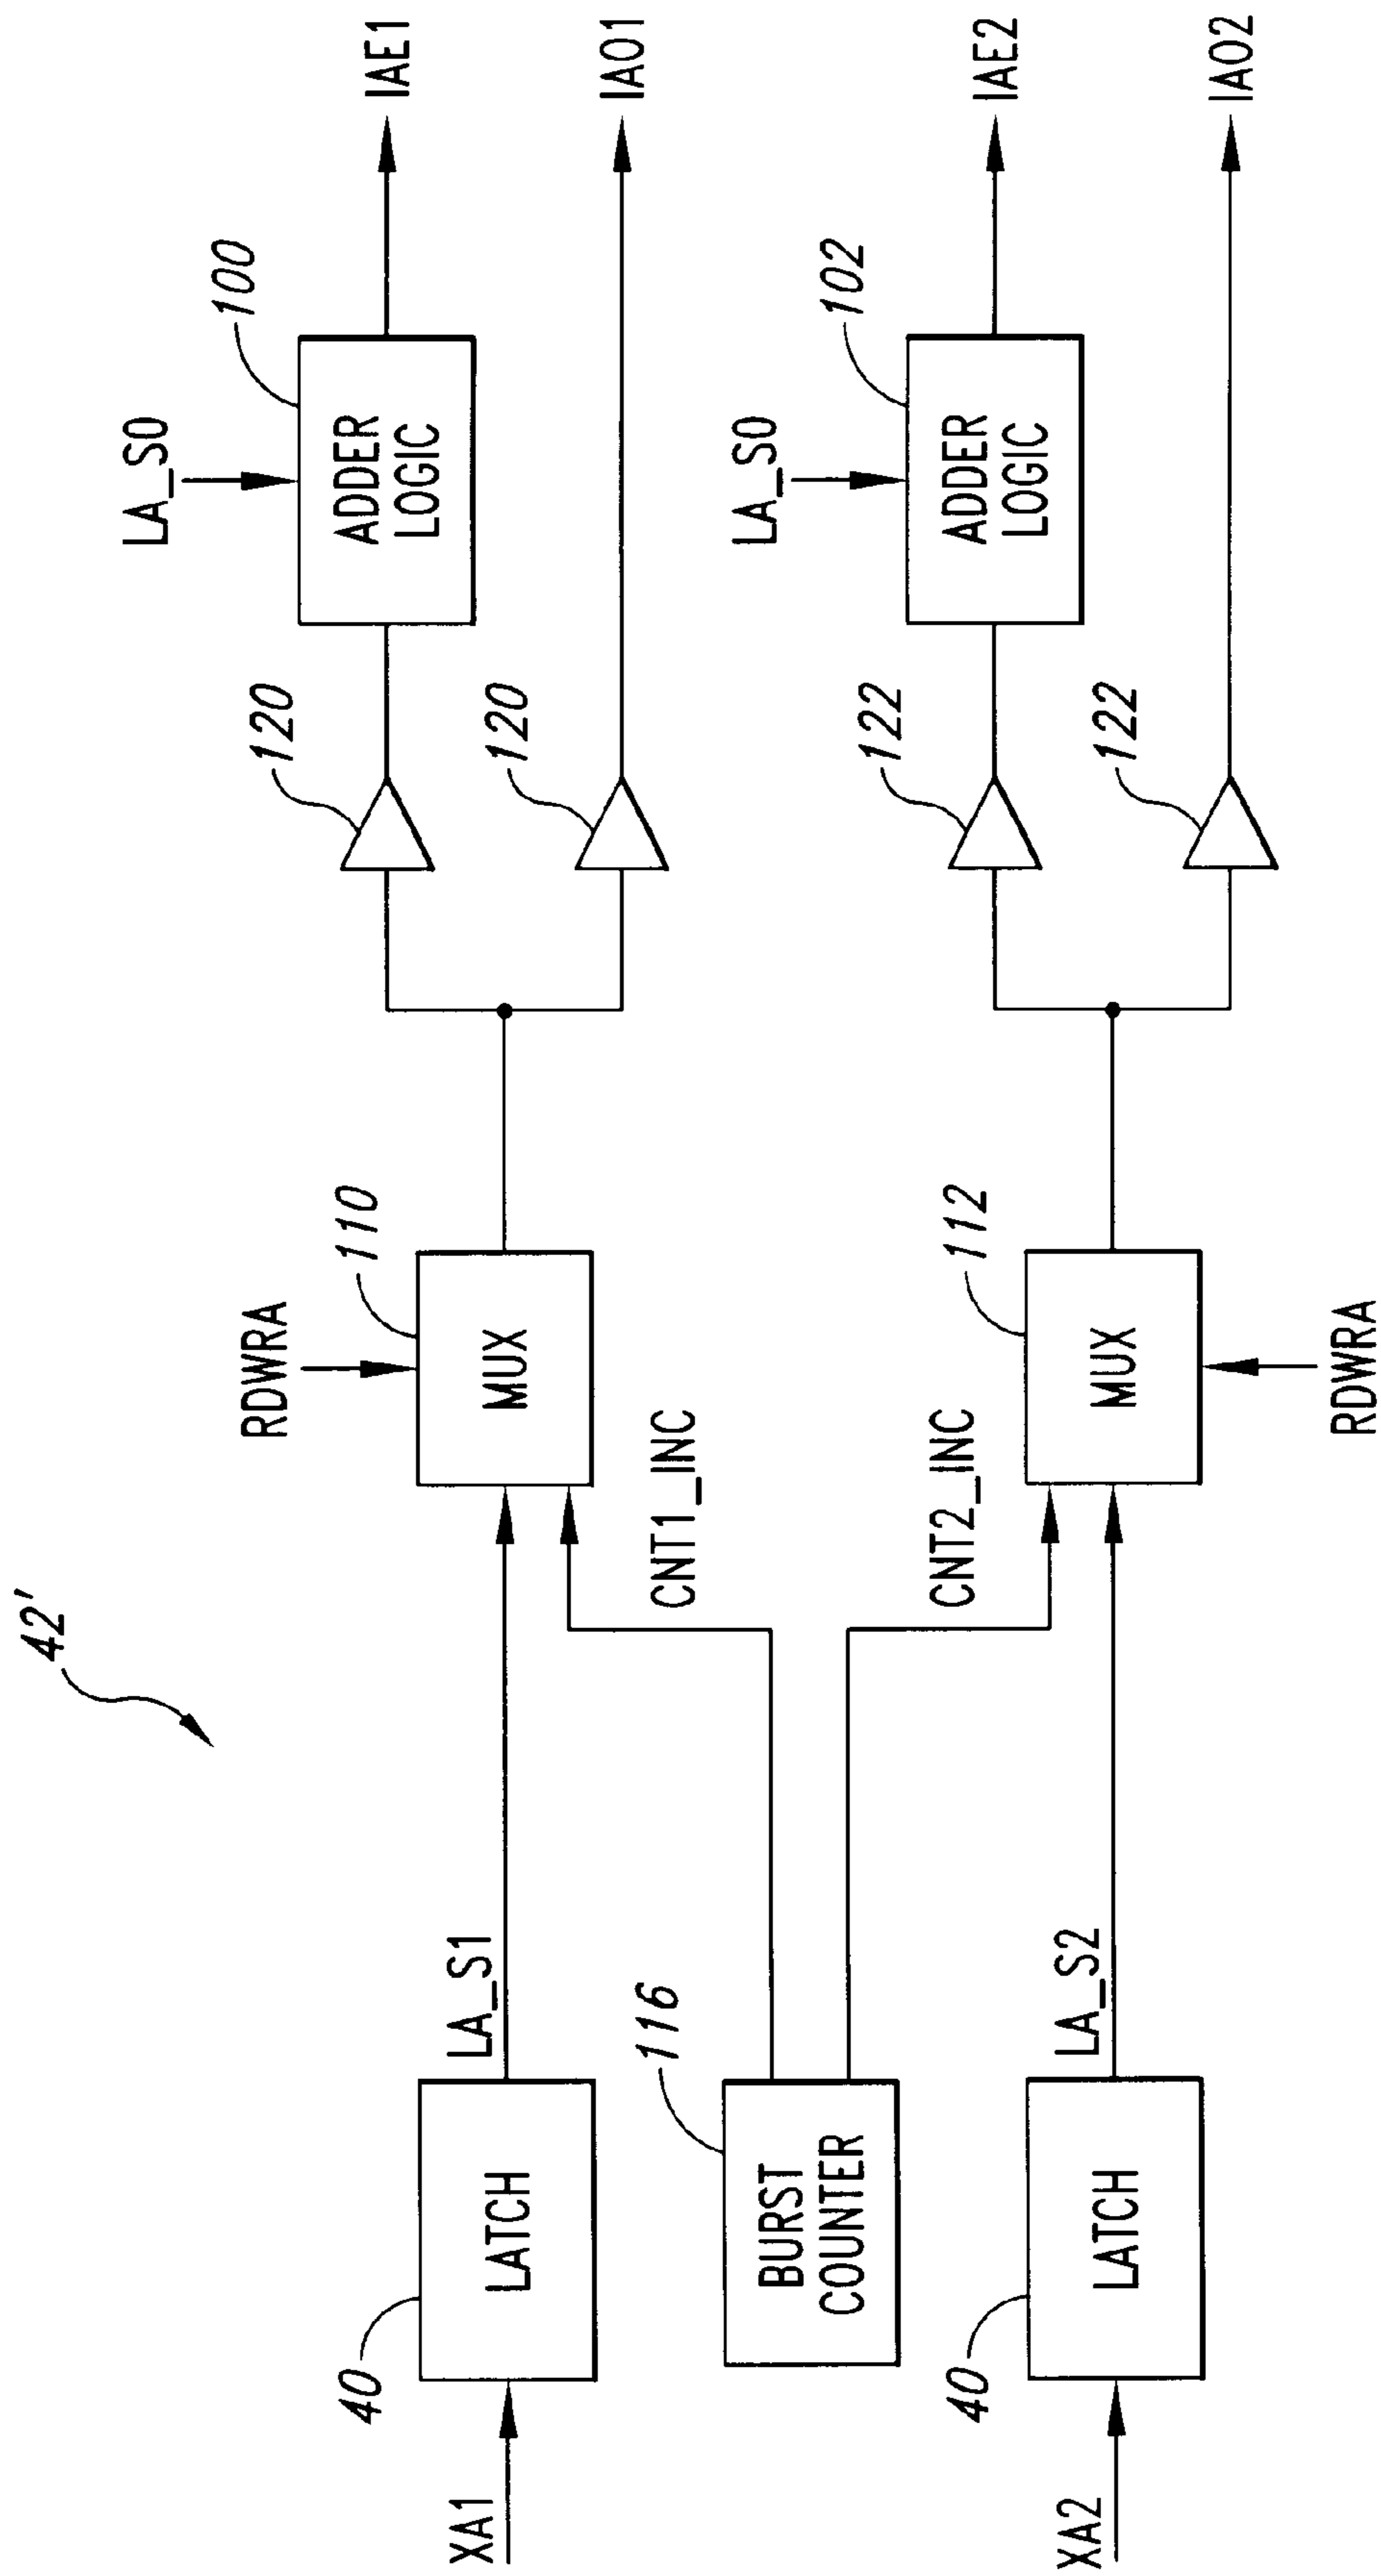 42'
XA1
40
LATCH
LA_S1
RDWRA
110
MUX
120
120
LA_S0
100
ADDER
LOGIC
IAE1
IAO1
116
BURST
COUNTER
CNT1_INC
CNT2_INC
XA2
40
LATCH
LA_S2
112
MUX
RDWRA
122
122
LA_S0
102
ADDER
LOGIC
IAE2
IAO2